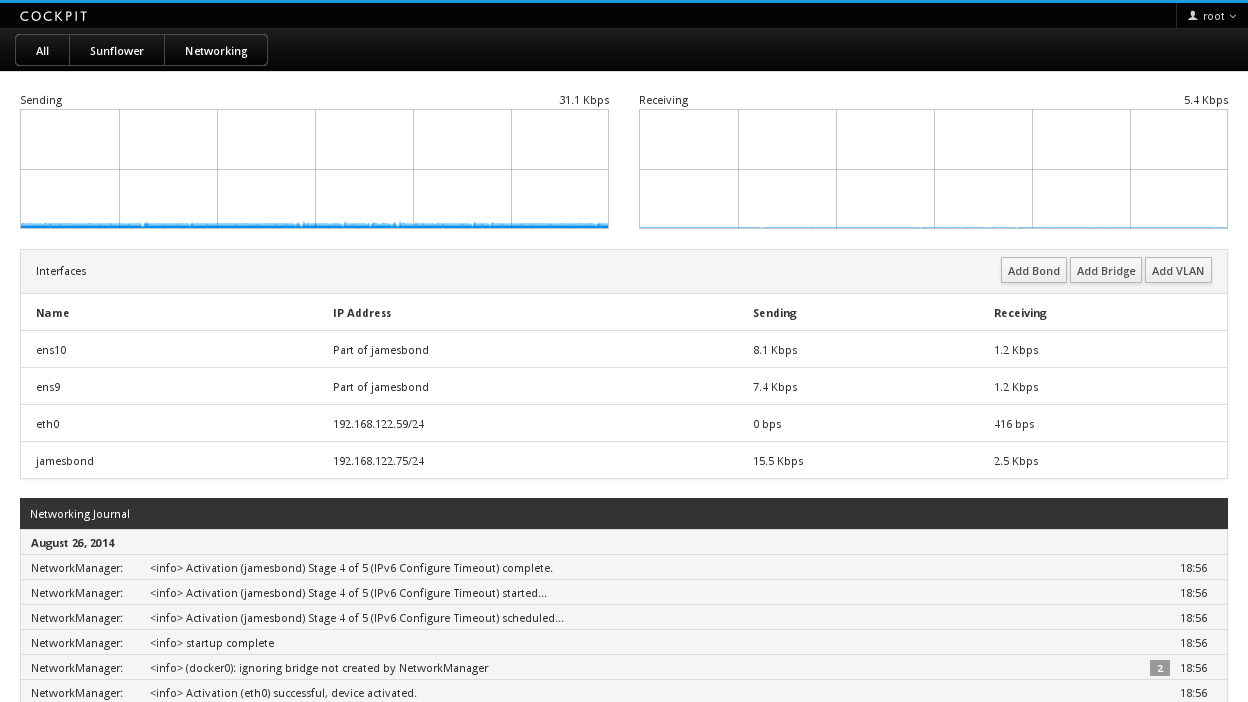 COCKPIT root
All Sunflower Networking
Sending 31.1 Kbps Receiving 5.4 Kbps
Interfaces Add Bond Add Bridge Add VLAN
Name IP Address Sending Receiving
ens10 Part of jamesbond 8.1 Kbps 1.2 Kbps
ens9 Part of jamesbond 7.4 Kbps 1.2 Kbps
eth0 192.168.122.59/24 0 bps 416 bps
jamesbond 192.168.122.75/24 15.5 Kbps 2.5 Kbps
Networking Journal
August 26, 2014
NetworkManager: <info> Activation (jamesbond) Stage 4 of 5 (IPv6 Configure Timeout) complete. 18:56
NetworkManager: <info> Activation (jamesbond) Stage 4 of 5 (IPv6 Configure Timeout) started... 18:56
NetworkManager: <info> Activation (jamesbond) Stage 4 of 5 (IPv6 Configure Timeout) scheduled... 18:56
NetworkManager: <info> startup complete 18:56
NetworkManager: <info> (docker0): ignoring bridge not created by NetworkManager 2 18:56
NetworkManager: <info> Activation (eth0) successful, device activated. 18:56